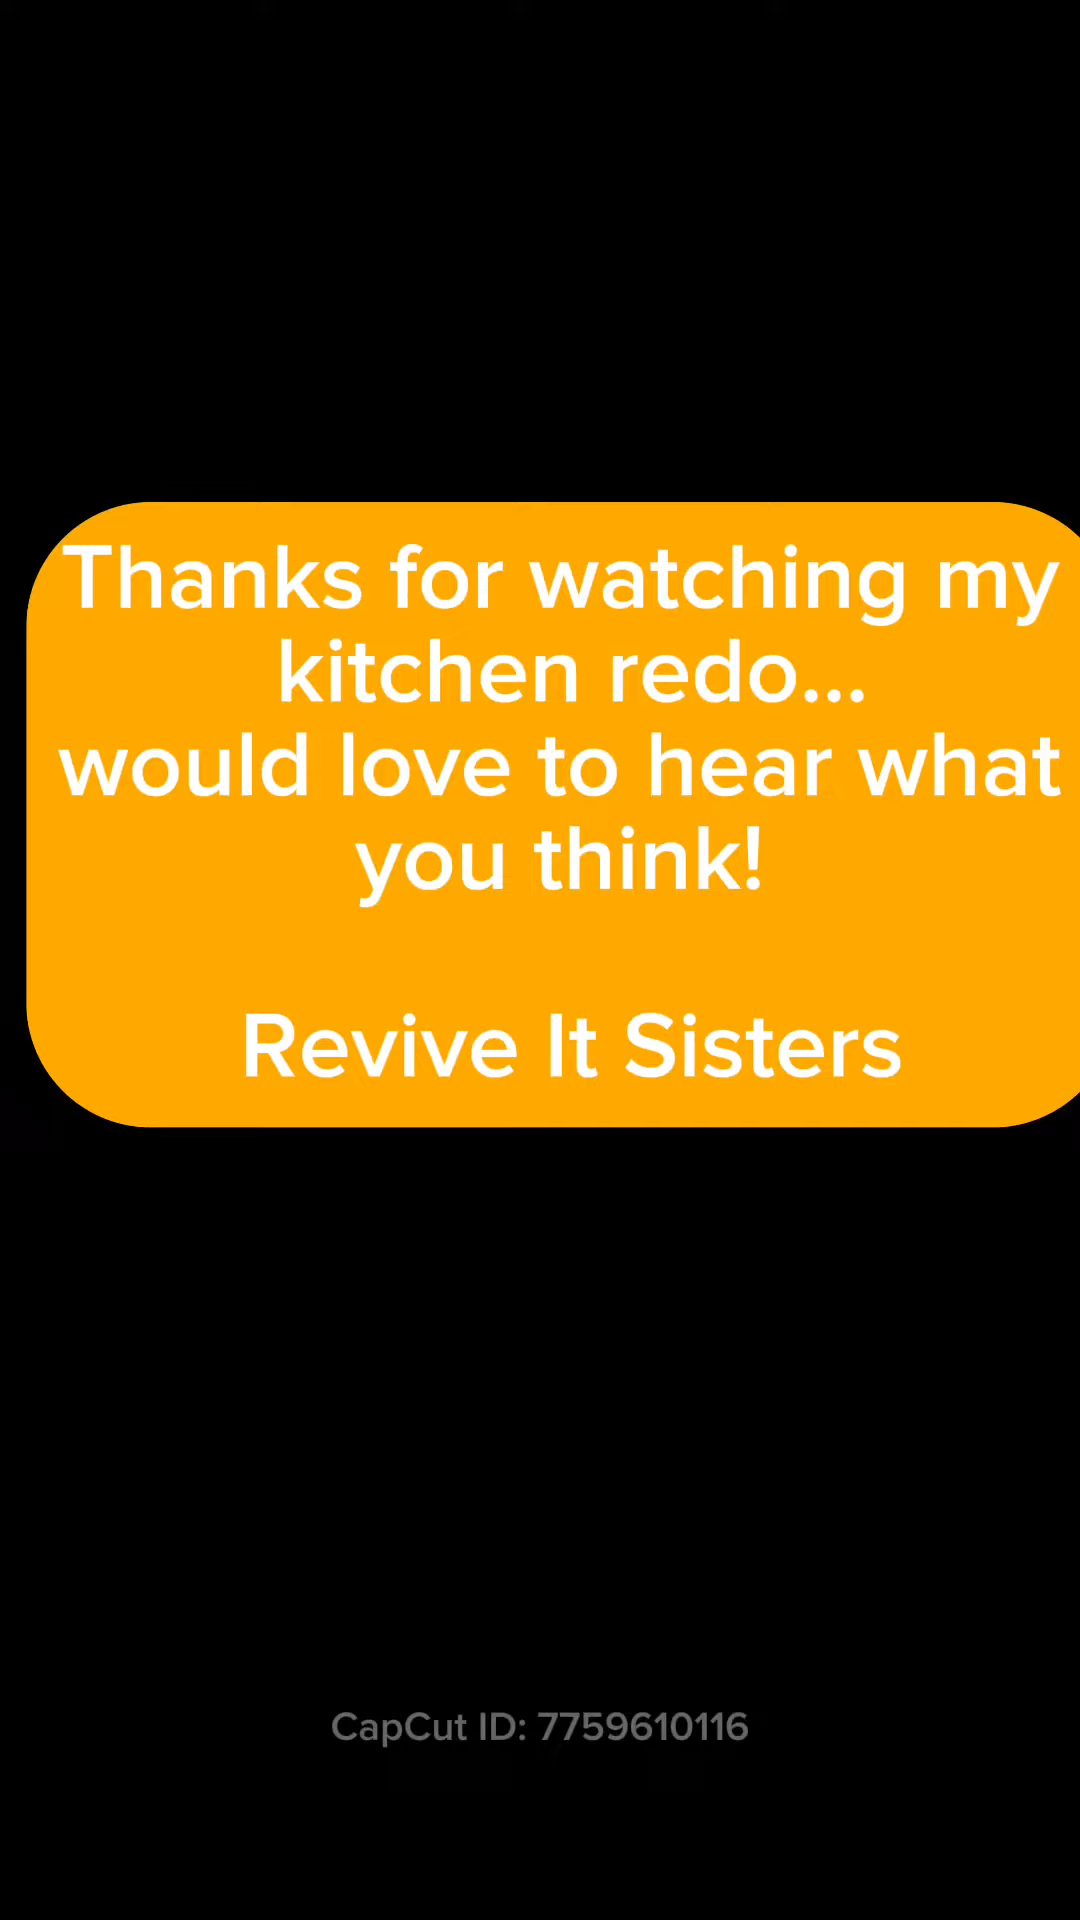 Thanks for watching my
kitchen redo...
would love to hear what
you think!
Revive It Sisters
CapCut ID: 7759610116